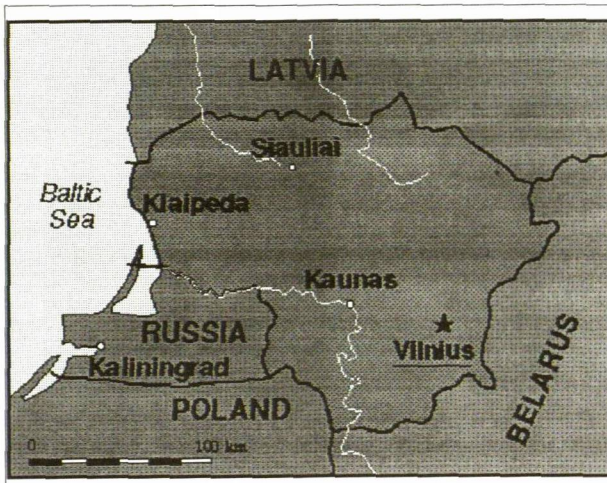 LATVIA
Siauliai
Baltic
Sea
Klaipeda
Kaunas
RUSSIA
Vilnius
Kaliningrad
BELARUS
POLAND
0
100 km